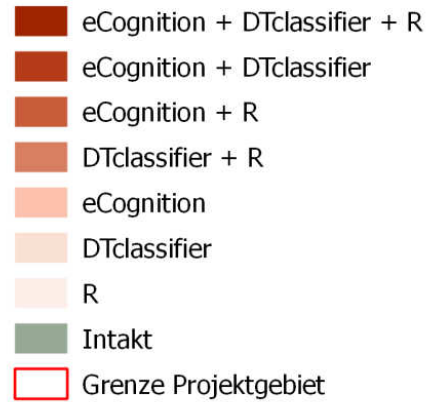 eCognition + DTclassifier + R
eCognition + DTclassifier
eCognition + R
DTclassifier + R
eCognition
DTclassifier
R
Intakt
Grenze Projektgebiet